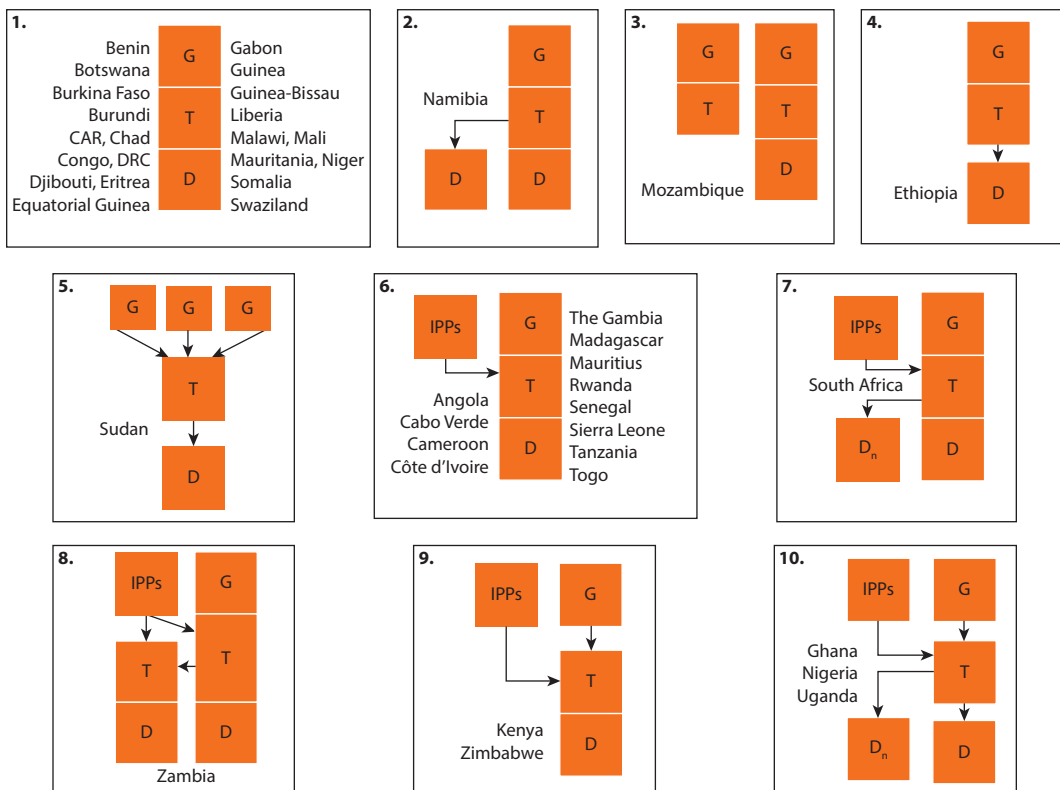 1.
Benin
Botswana
Burkina Faso
Burundi
CAR, Chad
Congo, DRC
Djibouti, Eritrea
Equatorial Guinea
G
T
D
Gabon
Guinea
Guinea-Bissau
Liberia
Malawi, Mali
Mauritania, Niger
Somalia
Swaziland
2.
Namibia
G
T
D
D
3.
G
G
T
T
D
Mozambique
4.
G
T
Ethiopia
D
5.
G
G
G
T
Sudan
D
6.
IPPs
G
T
D
Angola
Cabo Verde
Cameroon
Côte d'Ivoire
The Gambia
Madagascar
Mauritius
Rwanda
Senegal
Sierra Leone
Tanzania
Togo
7.
IPPs
G
South Africa
T
Dn
D
8.
IPPs
G
T
T
D
D
Zambia
9.
IPPs
G
T
D
Kenya
Zimbabwe
10.
IPPs
G
Ghana
Nigeria
Uganda
T
Dn
D